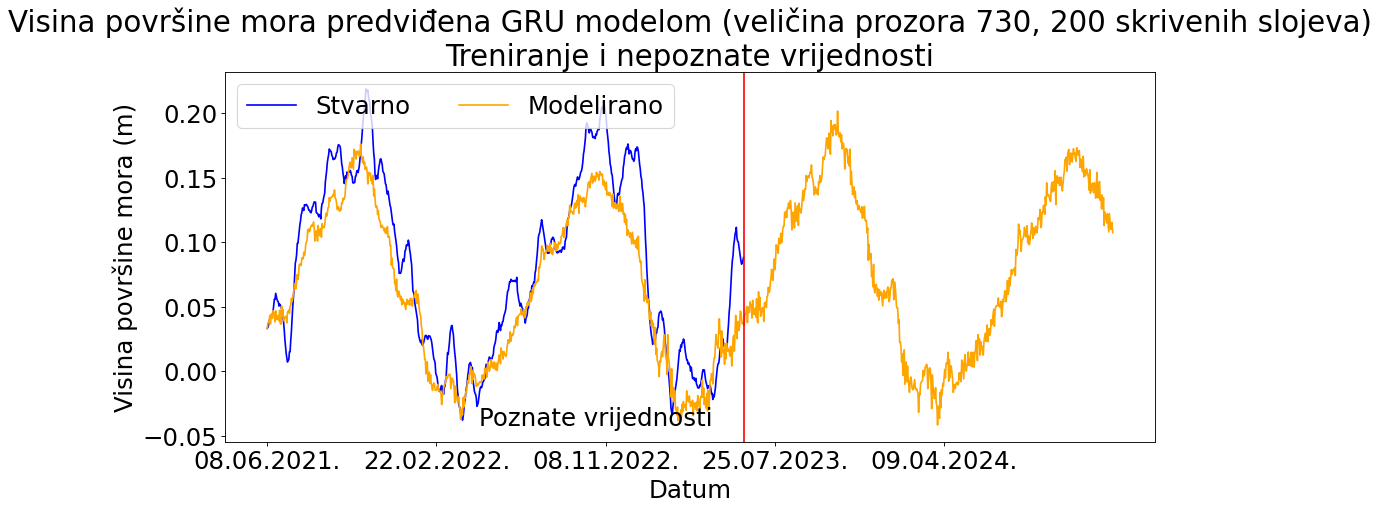 Visina površine mora predviđena GRU modelom (veličina prozora 730, 200 skrivenih slojeva)
Treniranje i nepoznate vrijednosti
Stvarno
Modelirano
Visina površine mora (m)
0.20
0.15
0.10
0.05
0.00
−0.05
Poznate vrijednosti
08.06.2021.
22.02.2022.
08.11.2022.
25.07.2023.
09.04.2024.
Datum